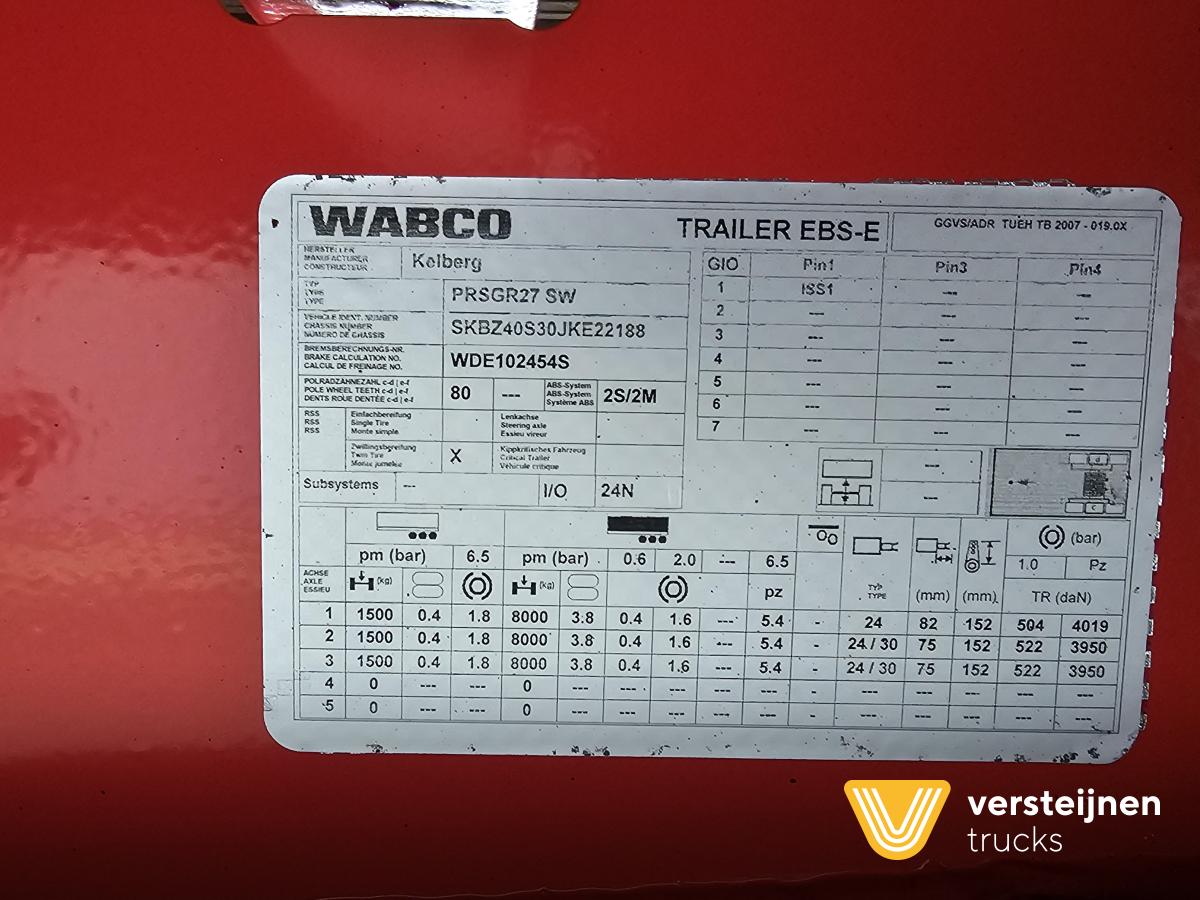 WABCO TRAILER EBS-E GGVS/ADR TUEH TB 2007 - 019.0X
HERSTELLER
MANUFACTURER
CONSTRUCTEUR
Kelberg
TYP
TYPE
TYPE
PRSGR27 SW
VEHICLE IDENT. NUMBER
CHASSIS NUMBER
NUMERO DE CHASSIS
SKBZ40S30JKE22188
BREMSBERECHNUNGS-NR.
BRAKE CALCULATION NO.
CALCUL DE FREINAGE NO.
WDE102454S
POLRADZÄHNEZAHL c-d | e-f
POLE WHEEL TEETH c-d | e-f
DENTS ROUE DENTÉE c-d | e-f
80 ---
ABS-System
ABS-System
Système ABS
2S/2M
RSS
RSS
RSS
Einfachbereifung
Single Tire
Monte simple
Lenkachse
Steering axle
Essieu vireur
Zwillingsbereifung
Twin Tire
Monte jumelee
X
Kippkritisches Fahrzeug
Critical Trailer
Véhicule critique
Subsystems --- I/O 24N
GIO Pin1 Pin3 Pin4
1 ISS1 --- ---
2 --- --- ---
3 --- --- ---
4 --- --- ---
5 --- --- ---
6 --- --- ---
7 --- --- ---
---
---
d
c
pm (bar) 6.5 pm (bar) 0.6 2.0 --- 6.5
(bar)
1.0 Pz
ACHSE
AXLE
ESSIEU
(kg) (kg) pz
TYP
TYPE
(mm) (mm) TR (daN)
1 1500 0.4 1.8 8000 3.8 0.4 1.6 --- 5.4 - 24 82 152 504 4019
2 1500 0.4 1.8 8000 3.8 0.4 1.6 --- 5.4 - 24 / 30 75 152 522 3950
3 1500 0.4 1.8 8000 3.8 0.4 1.6 --- 5.4 - 24 / 30 75 152 522 3950
4 0 --- --- 0 --- --- --- --- --- - --- --- --- --- ---
5 0 --- --- 0 --- --- --- --- --- - --- --- --- --- ---
versteijnen
trucks